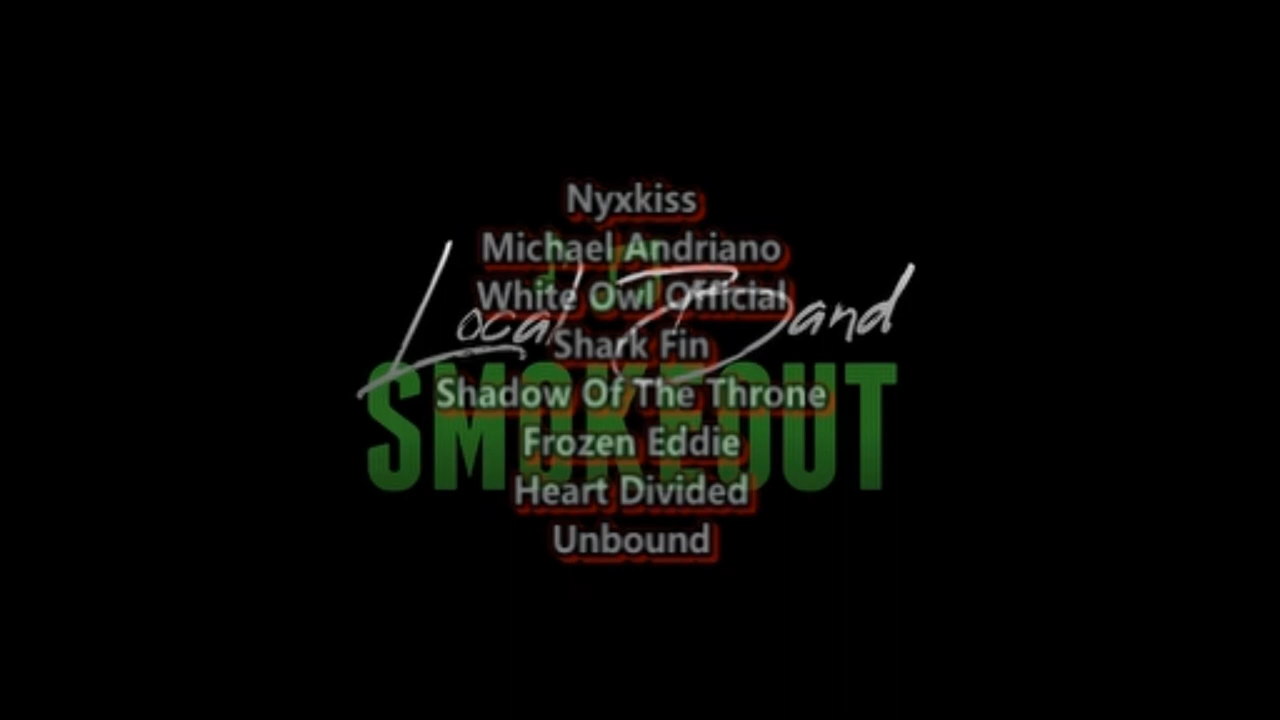 Nyxkiss
Michael Andriano
White Owl Official
Local Band
Shark Fin
Shadow Of The Throne
SMOKEOUT
Frozen Eddie
Heart Divided
Unbound